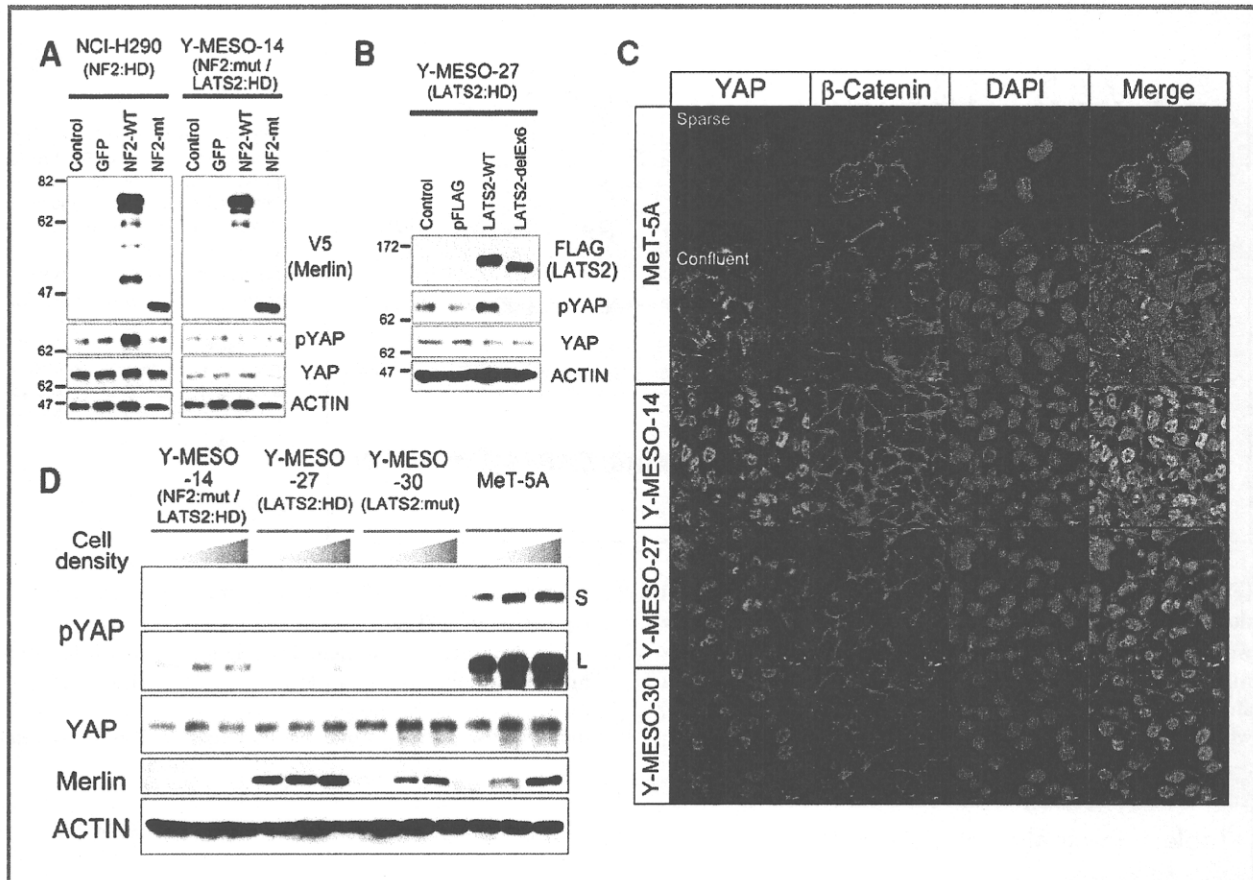 A
NCI-H290
(NF2:HD)
Y-MESO-14
(NF2:mut /
LATS2:HD)
Control
GFP
NF2-WT
NF2-mt
Control
GFP
NF2-WT
NF2-mt
82
62
47
62
62
47
V5
(Merlin)
pYAP
YAP
ACTIN
B
Y-MESO-27
(LATS2:HD)
Control
pFLAG
LATS2-WT
LATS2-delEx6
172
62
62
47
FLAG
(LATS2)
pYAP
YAP
ACTIN
C
YAP
β-Catenin
DAPI
Merge
MeT-5A
Sparse
Confluent
Y-MESO-14
Y-MESO-27
Y-MESO-30
D
Y-MESO
-14
(NF2:mut /
LATS2:HD)
Y-MESO
-27
(LATS2:HD)
Y-MESO
-30
(LATS2:mut)
MeT-5A
Cell
density
pYAP
S
L
YAP
Merlin
ACTIN